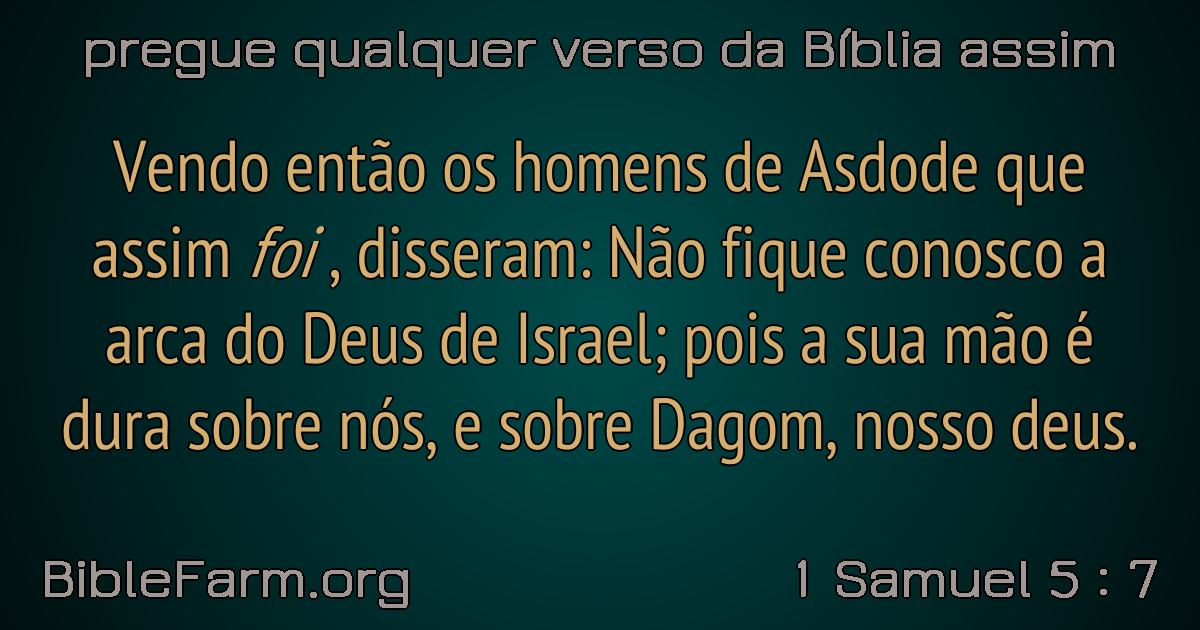 pregue qualquer verso da Bíblia assim
Vendo então os homens de Asdode que
assim foi , disseram: Não fique conosco a
arca do Deus de Israel; pois a sua mão é
dura sobre nós, e sobre Dagom, nosso deus.
BibleFarm.org
1 Samuel 5 : 7